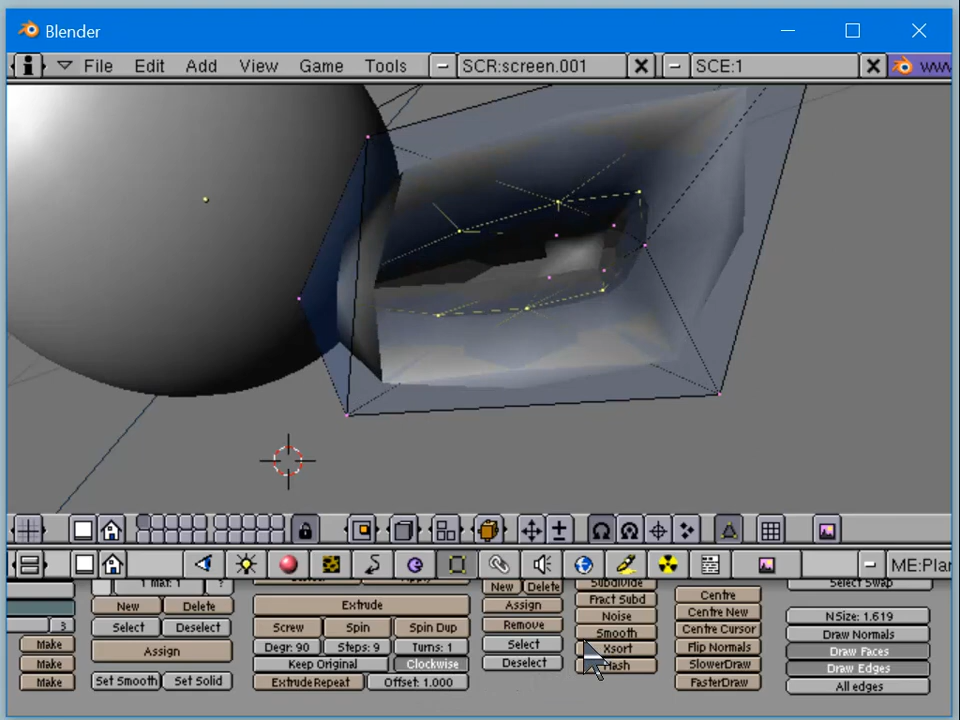 Blender
File Edit Add View Game Tools SCR:screen.001 SCE:1
ME:Plan
1 Mat: 1 ? New Delete Subdivide Select Swap
New Delete Extrude Assign Fract Subd Centre
3 Noise Centre New NSize: 1.619
Select Deselect Screw Spin Spin Dup Remove Smooth Centre Cursor Draw Normals
Make Assign Degr: 90 Steps: 9 Turns: 1 Select Xsort Flip Normals Draw Faces
Make Keep Original Clockwise Deselect Hash SlowerDraw Draw Edges
Make Set Smooth Set Solid ExtrudeRepeat Offset: 1.000 FasterDraw All edges